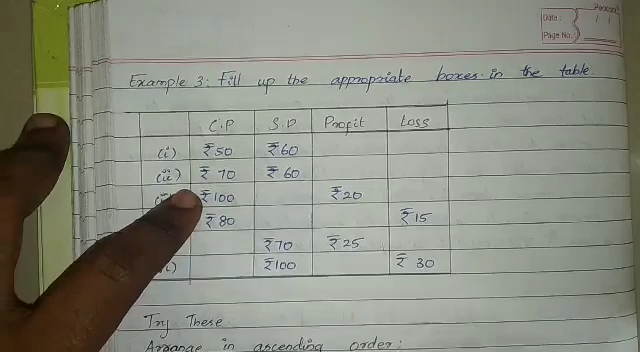 Peacock
Date :
Page No. :
Example 3: Fill up the appropriate boxes in the table.
C.P S.P Profit Loss
(i) ₹50 ₹60
(ii) ₹70 ₹60
₹100 ₹20
₹80 ₹15
₹70 ₹25
₹100 ₹30
Try These
Arrange in ascending order: